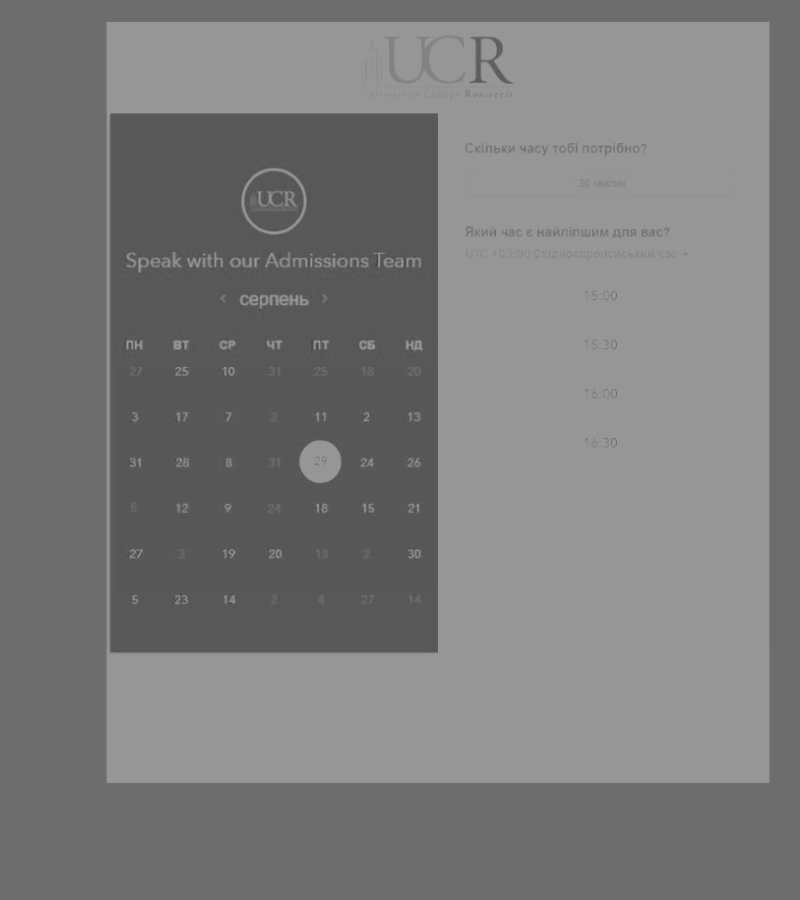 UCR
University College Roosevelt
UCR
Speak with our Admissions Team
‹ серпень ›
ПН ВТ СР ЧТ ПТ СБ НД
27 25 10 31 25 18 20
3 17 7 2 11 2 13
31 28 8 31 29 24 26
5 12 9 24 18 15 21
27 3 19 20 13 2 30
5 23 14 2 4 27 14
Скільки часу тобі потрібно?
30 хвилин
Який час є найліпшим для вас?
UTC +03:00 Східноєвропейський час
15:00
15:30
16:00
16:30